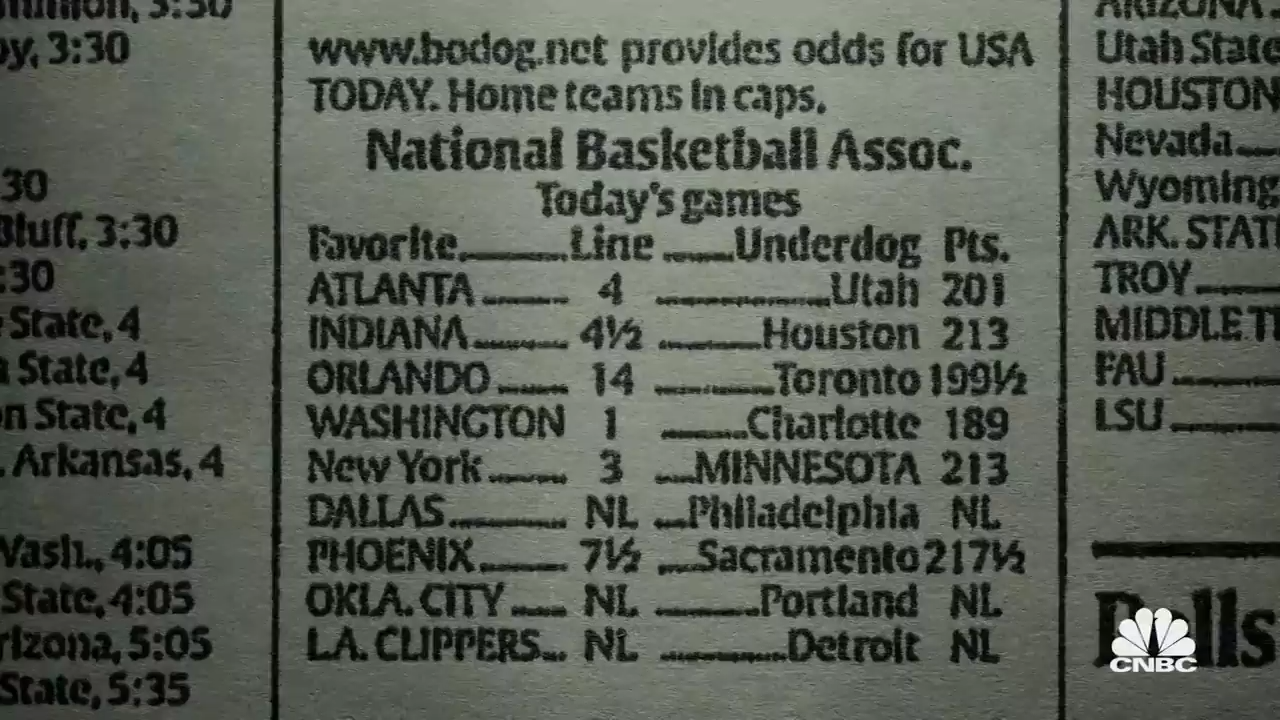 3:30
3:30
30
Bluff, 3:30
:30
State, 4
State, 4
State, 4
Arkansas, 4
Wash., 4:05
State, 4:05
5:05
State, 5:35
www.bodog.net provides odds for USA
TODAY. Home teams in caps.
National Basketball Assoc.
Today's games
Favorite Line Underdog Pts.
ATLANTA 4 Utah 201
INDIANA 4½ Houston 213
ORLANDO 14 Toronto 199½
WASHINGTON 1 Charlotte 189
New York 3 MINNESOTA 213
DALLAS NL Philadelphia NL
PHOENIX 7½ Sacramento 217½
OKLA. CITY NL Portland NL
L.A. CLIPPERS NL Detroit NL
ARIZONA
Utah State
HOUSTON
Nevada
Wyoming
ARK. STAT
TROY
MIDDLE T
FAU
LSU
CNBC